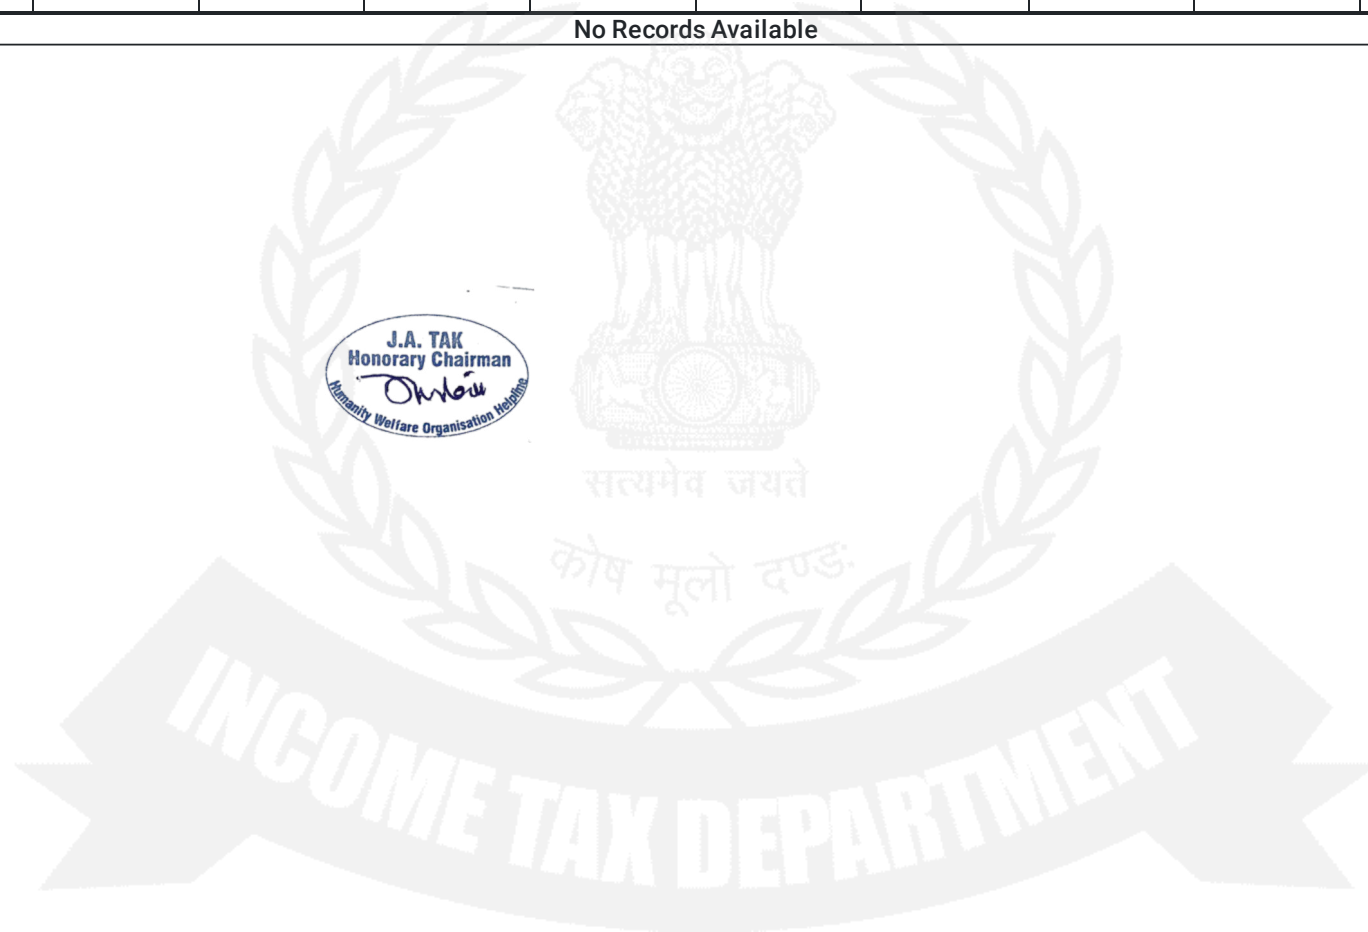 No Records Available
J.A. TAK
Honorary Chairman
Humanity Welfare Organisation Helpline
सत्यमेव जयते
कोष मूलो दण्डः
INCOME TAX DEPARTMENT